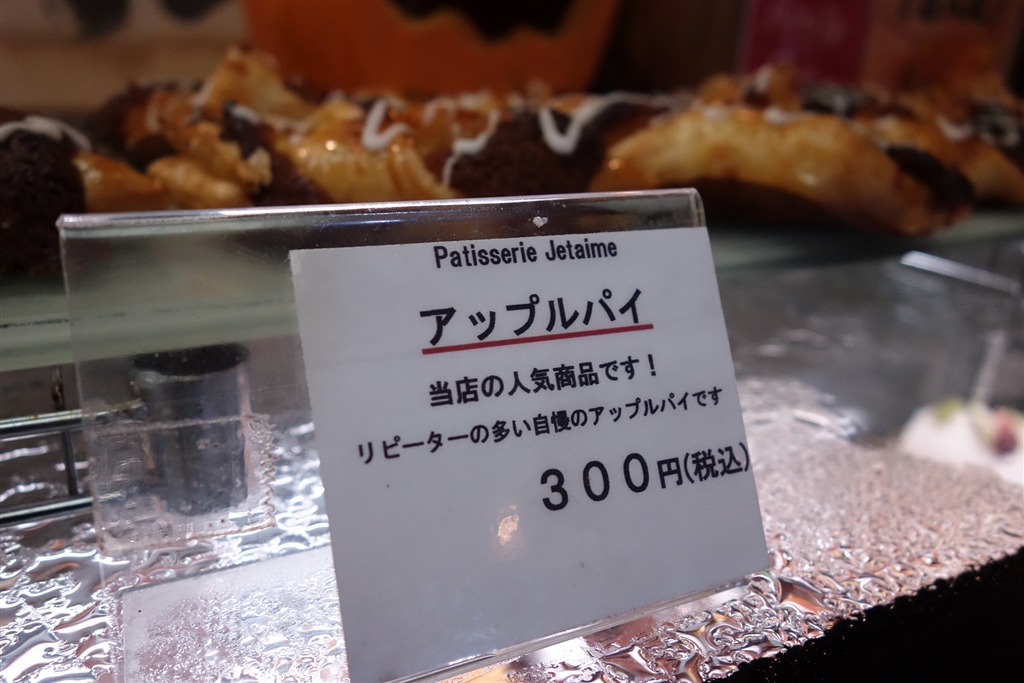 Patisserie Jetaime
アップルパイ
当店の人気商品です！
リピーターの多い自慢のアップルパイです
３００円(税込)